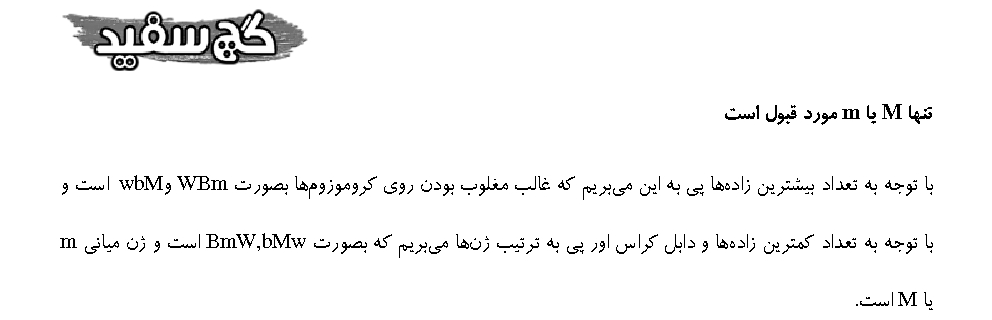 گچ سفید
تنها M یا m مورد قبول است
با توجه به تعداد بیشترین زاده‌ها پی به این می‌بریم که غالب مغلوب بودن روی کروموزوم‌ها بصورت WBm وwbM است و
با توجه به تعداد کمترین زاده‌ها و دابل کراس اور پی به ترتیب ژن‌ها می‌بریم که بصورت BmW,bMw است و ژن میانی m
یا M است.